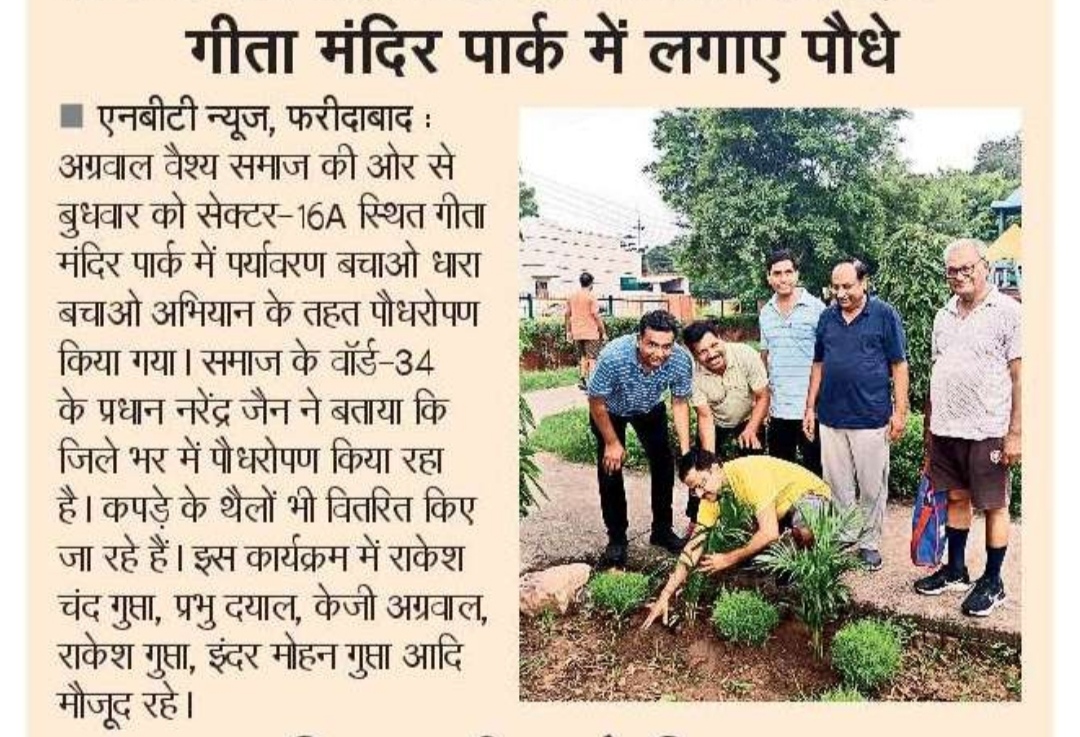 गीता मंदिर पार्क में लगाए पौधे
■ एनबीटी न्यूज, फरीदाबाद :
अग्रवाल वैश्य समाज की ओर से
बुधवार को सेक्टर-16A स्थित गीता
मंदिर पार्क में पर्यावरण बचाओ धारा
बचाओ अभियान के तहत पौधरोपण
किया गया। समाज के वॉर्ड-34
के प्रधान नरेंद्र जैन ने बताया कि
जिले भर में पौधरोपण किया रहा
है। कपड़े के थैलों भी वितरित किए
जा रहे हैं। इस कार्यक्रम में राकेश
चंद गुप्ता, प्रभु दयाल, केजी अग्रवाल,
राकेश गुप्ता, इंदर मोहन गुप्ता आदि
मौजूद रहे।